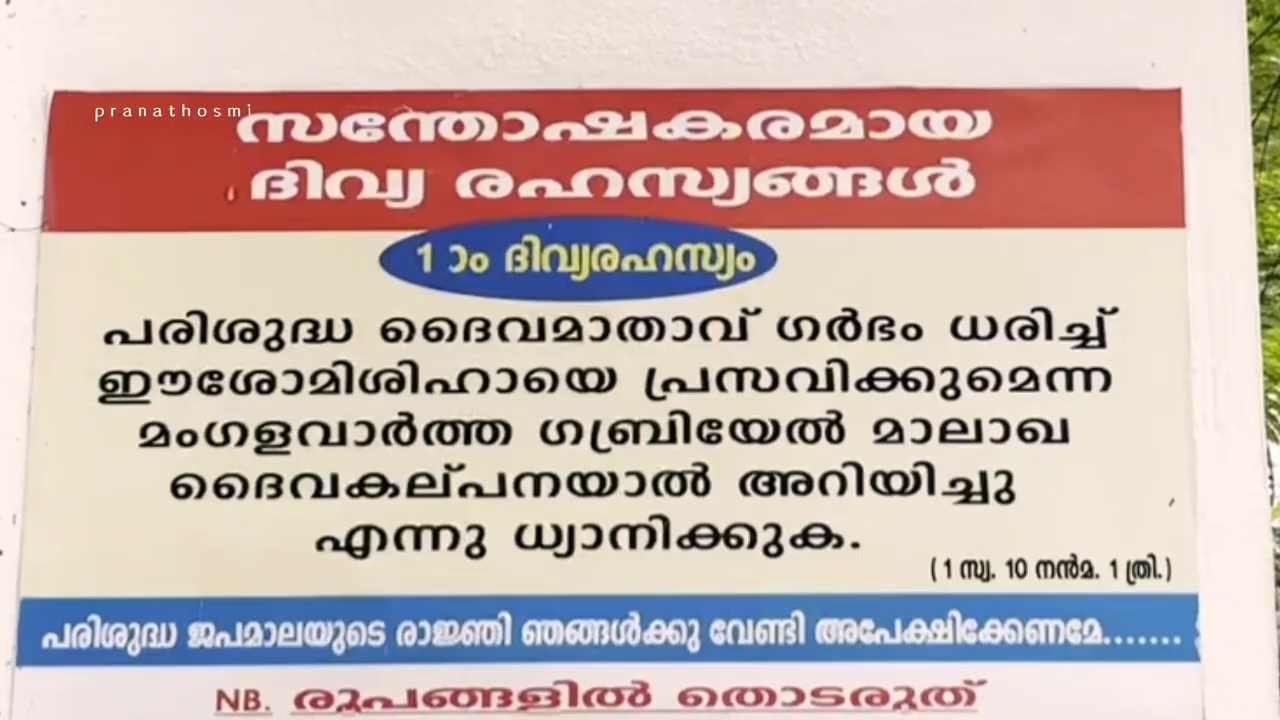 pranathosmi
സന്തോഷകരമായ
ദിവ്യ രഹസ്യങ്ങൾ
1 ാം ദിവ്യരഹസ്യം
പരിശുദ്ധ ദൈവമാതാവ് ഗർഭം ധരിച്ച്
ഈശോമിശിഹായെ പ്രസവിക്കുമെന്ന
മംഗളവാർത്ത ഗബ്രിയേൽ മാലാഖ
ദൈവകല്പനയാൽ അറിയിച്ചു
എന്നു ധ്യാനിക്കുക.
(1 സ്വ. 10 നൻമ. 1 ത്രി.)
പരിശുദ്ധ ജപമാലയുടെ രാജ്ഞി ഞങ്ങൾക്കു വേണ്ടി അപേക്ഷിക്കേണമേ.......
NB. രൂപങ്ങളിൽ തൊടരുത്